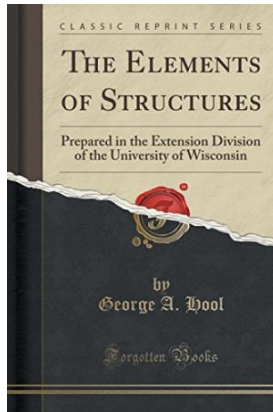 CLASSIC REPRINT SERIES
THE ELEMENTS
OF STRUCTURES
Prepared in the Extension Division
of the University of Wisconsin
by
George A. Hool
Forgotten Books